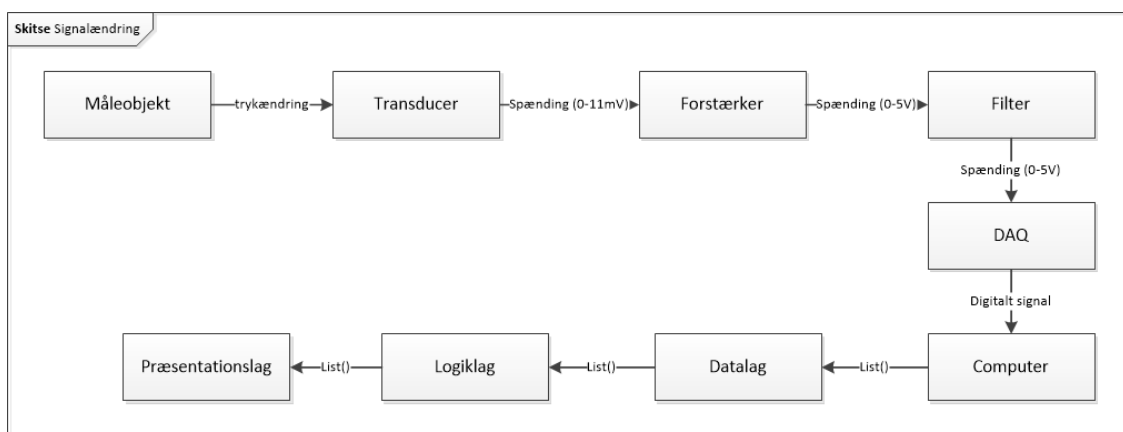 Skitse Signalændring
Måleobjekt
trykændring
Transducer
Spænding (0-11mV)
Forstærker
Spænding (0-5V)
Filter
Spænding (0-5V)
DAQ
Digitalt signal
Computer
List()
Datalag
List()
Logiklag
List()
Præsentationslag